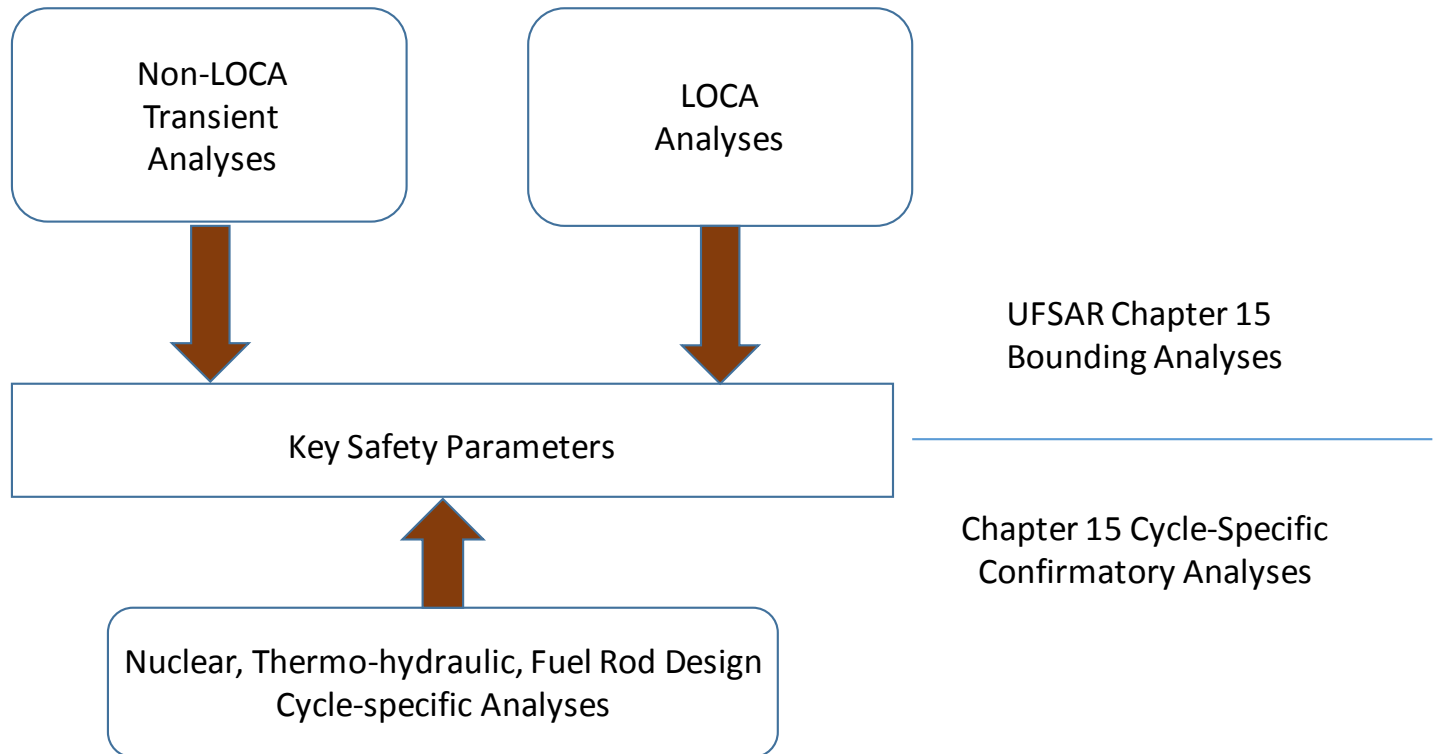 Non-LOCA
Transient
Analyses
LOCA
Analyses
UFSAR Chapter 15
Bounding Analyses
Key Safety Parameters
Chapter 15 Cycle-Specific
Confirmatory Analyses
Nuclear, Thermo-hydraulic, Fuel Rod Design
Cycle-specific Analyses